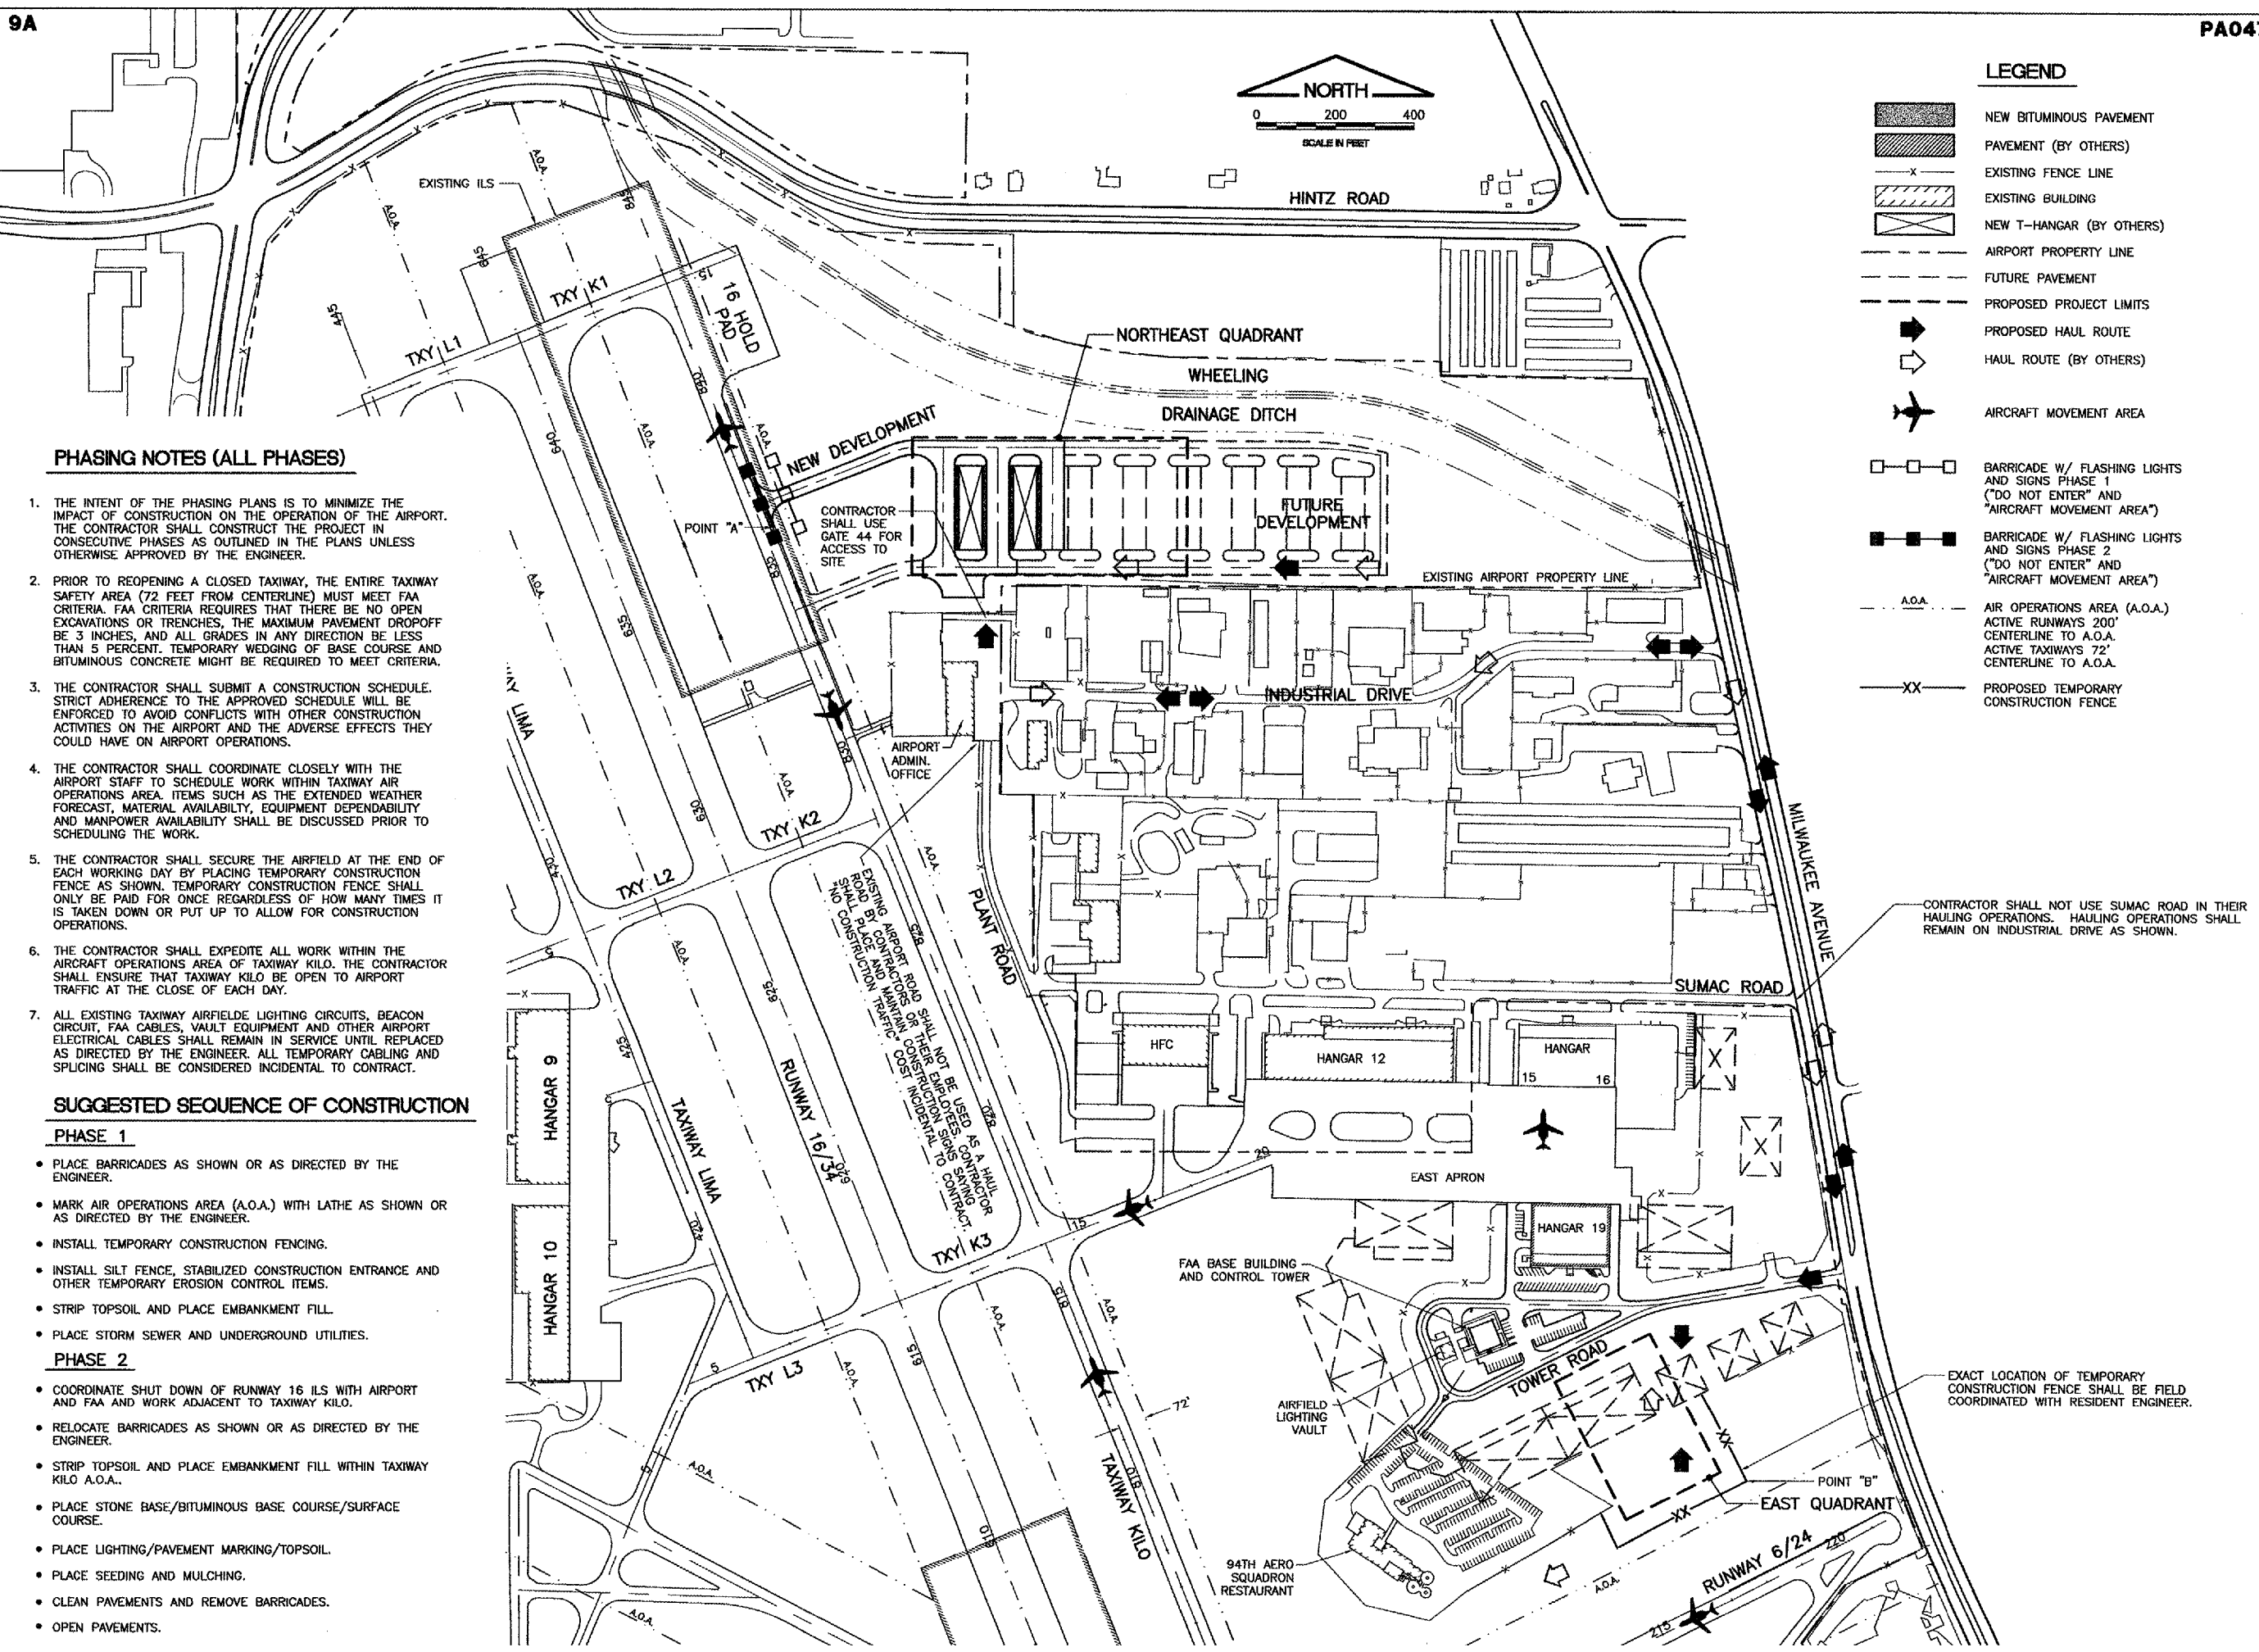 9A
PHASING NOTES (ALL PHASES)
1. THE INTENT OF THE PHASING PLANS IS TO MINIMIZE THE
IMPACT OF CONSTRUCTION ON THE OPERATION OF THE AIRPORT.
THE CONTRACTOR SHALL CONSTRUCT THE PROJECT IN
CONSECUTIVE PHASES AS OUTLINED IN THE PLANS UNLESS
OTHERWISE APPROVED BY THE ENGINEER.
2. PRIOR TO REOPENING A CLOSED TAXIWAY, THE ENTIRE TAXIWAY
SAFETY AREA (72 FEET FROM CENTERLINE) MUST MEET FAA
CRITERIA. FAA CRITERIA REQUIRES THAT THERE BE NO OPEN
EXCAVATIONS OR TRENCHES, THE MAXIMUM PAVEMENT DROPOFF
BE 3 INCHES, AND ALL GRADES IN ANY DIRECTION BE LESS
THAN 5 PERCENT. TEMPORARY WEDGING OF BASE COURSE AND
BITUMINOUS CONCRETE MIGHT BE REQUIRED TO MEET CRITERIA.
3. THE CONTRACTOR SHALL SUBMIT A CONSTRUCTION SCHEDULE.
STRICT ADHERENCE TO THE APPROVED SCHEDULE WILL BE
ENFORCED TO AVOID CONFLICTS WITH OTHER CONSTRUCTION
ACTIVITIES ON THE AIRPORT AND THE ADVERSE EFFECTS THEY
COULD HAVE ON AIRPORT OPERATIONS.
4. THE CONTRACTOR SHALL COORDINATE CLOSELY WITH THE
AIRPORT STAFF TO SCHEDULE WORK WITHIN TAXIWAY AIR
OPERATIONS AREA. ITEMS SUCH AS THE EXTENDED WEATHER
FORECAST, MATERIAL AVAILABILTY, EQUIPMENT DEPENDABILITY
AND MANPOWER AVAILABILITY SHALL BE DISCUSSED PRIOR TO
SCHEDULING THE WORK.
5. THE CONTRACTOR SHALL SECURE THE AIRFIELD AT THE END OF
EACH WORKING DAY BY PLACING TEMPORARY CONSTRUCTION
FENCE AS SHOWN. TEMPORARY CONSTRUCTION FENCE SHALL
ONLY BE PAID FOR ONCE REGARDLESS OF HOW MANY TIMES IT
IS TAKEN DOWN OR PUT UP TO ALLOW FOR CONSTRUCTION
OPERATIONS.
6. THE CONTRACTOR SHALL EXPEDITE ALL WORK WITHIN THE
AIRCRAFT OPERATIONS AREA OF TAXIWAY KILO. THE CONTRACTOR
SHALL ENSURE THAT TAXIWAY KILO BE OPEN TO AIRPORT
TRAFFIC AT THE CLOSE OF EACH DAY.
7. ALL EXISTING TAXIWAY AIRFIELDE LIGHTING CIRCUITS, BEACON
CIRCUIT, FAA CABLES, VAULT EQUIPMENT AND OTHER AIRPORT
ELECTRICAL CABLES SHALL REMAIN IN SERVICE UNTIL REPLACED
AS DIRECTED BY THE ENGINEER. ALL TEMPORARY CABLING AND
SPLICING SHALL BE CONSIDERED INCIDENTAL TO CONTRACT.
SUGGESTED SEQUENCE OF CONSTRUCTION
PHASE 1
• PLACE BARRICADES AS SHOWN OR AS DIRECTED BY THE
ENGINEER.
• MARK AIR OPERATIONS AREA (A.O.A.) WITH LATHE AS SHOWN OR
AS DIRECTED BY THE ENGINEER.
• INSTALL TEMPORARY CONSTRUCTION FENCING.
• INSTALL SILT FENCE, STABILIZED CONSTRUCTION ENTRANCE AND
OTHER TEMPORARY EROSION CONTROL ITEMS.
• STRIP TOPSOIL AND PLACE EMBANKMENT FILL.
• PLACE STORM SEWER AND UNDERGROUND UTILITIES.
PHASE 2
• COORDINATE SHUT DOWN OF RUNWAY 16 ILS WITH AIRPORT
AND FAA AND WORK ADJACENT TO TAXIWAY KILO.
• RELOCATE BARRICADES AS SHOWN OR AS DIRECTED BY THE
ENGINEER.
• STRIP TOPSOIL AND PLACE EMBANKMENT FILL WITHIN TAXIWAY
KILO A.O.A..
• PLACE STONE BASE/BITUMINOUS BASE COURSE/SURFACE
COURSE.
• PLACE LIGHTING/PAVEMENT MARKING/TOPSOIL.
• PLACE SEEDING AND MULCHING.
• CLEAN PAVEMENTS AND REMOVE BARRICADES.
• OPEN PAVEMENTS.
NORTH
0 200 400
SCALE IN FEET
EXISTING ILS
A.O.A.
A.O.A.
645
645
445
TXY L1
TXY K1
15
16 HOLD
PAD
HINTZ ROAD
NORTHEAST QUADRANT
WHEELING
DRAINAGE DITCH
NEW DEVELOPMENT
FUTURE
DEVELOPMENT
640
640
A.O.A.
A.O.A.
POINT "A"
CONTRACTOR
SHALL USE
GATE 44 FOR
ACCESS TO
SITE
EXISTING AIRPORT PROPERTY LINE
635
635
A.O.A.
INDUSTRIAL DRIVE
AIRPORT
ADMIN.
OFFICE
630
630
A.O.A.
TXY L2
TXY K2
430
A.O.A.
A.O.A.
PLANT ROAD
EXISTING AIRPORT ROAD SHALL NOT BE USED AS A HAUL
ROAD BY CONTRACTORS OR THEIR EMPLOYEES. CONTRACTOR
SHALL PLACE AND MAINTAIN CONSTRUCTION SIGNS SAYING
"NO CONSTRUCTION TRAFFIC." COST INCIDENTAL TO CONTRACT.
MILWAUKEE AVENUE
CONTRACTOR SHALL NOT USE SUMAC ROAD IN THEIR
HAULING OPERATIONS. HAULING OPERATIONS SHALL
REMAIN ON INDUSTRIAL DRIVE AS SHOWN.
SUMAC ROAD
5
625
625
425
HANGAR 9
HANGAR 10
TAXIWAY LIMA
RUNWAY 16/34
HFC
HANGAR 12
HANGAR
15 16
EAST APRON
620
620
420
20
15
TXY K3
TXY L3
5
HANGAR 19
FAA BASE BUILDING
AND CONTROL TOWER
TOWER ROAD
AIRFIELD
LIGHTING
VAULT
615
615
A.O.A.
A.O.A.
A.O.A.
72'
5
A.O.A.
610
610
TAXIWAY KILO
EXACT LOCATION OF TEMPORARY
CONSTRUCTION FENCE SHALL BE FIELD
COORDINATED WITH RESIDENT ENGINEER.
POINT "B"
EAST QUADRANT
XX
XX
94TH AERO
SQUADRON
RESTAURANT
RUNWAY 6/24
220
215
A.O.A.
A.O.A.
LEGEND
NEW BITUMINOUS PAVEMENT
PAVEMENT (BY OTHERS)
X EXISTING FENCE LINE
EXISTING BUILDING
NEW T-HANGAR (BY OTHERS)
AIRPORT PROPERTY LINE
FUTURE PAVEMENT
PROPOSED PROJECT LIMITS
PROPOSED HAUL ROUTE
HAUL ROUTE (BY OTHERS)
AIRCRAFT MOVEMENT AREA
BARRICADE W/ FLASHING LIGHTS
AND SIGNS PHASE 1
("DO NOT ENTER" AND
"AIRCRAFT MOVEMENT AREA")
BARRICADE W/ FLASHING LIGHTS
AND SIGNS PHASE 2
("DO NOT ENTER" AND
"AIRCRAFT MOVEMENT AREA")
A.O.A. AIR OPERATIONS AREA (A.O.A.)
ACTIVE RUNWAYS 200'
CENTERLINE TO A.O.A.
ACTIVE TAXIWAYS 72'
CENTERLINE TO A.O.A.
XX PROPOSED TEMPORARY
CONSTRUCTION FENCE